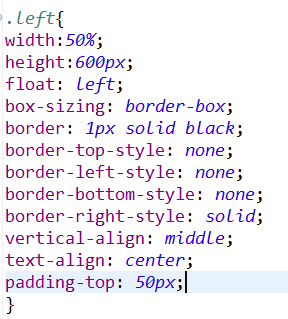 .left{
width:50%;
height:600px;
float: left;
box-sizing: border-box;
border: 1px solid black;
border-top-style: none;
border-left-style: none;
border-bottom-style: none;
border-right-style: solid;
vertical-align: middle;
text-align: center;
padding-top: 50px;
}